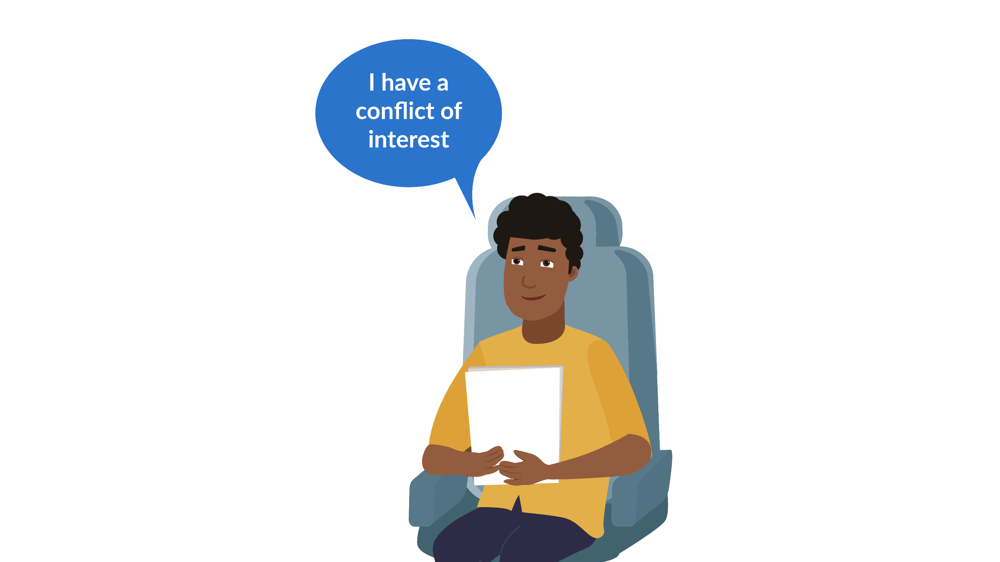 I have a
conflict of
interest